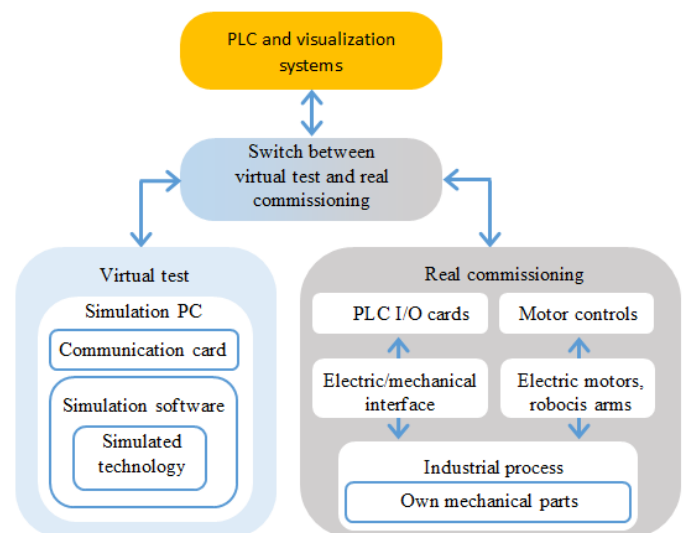 PLC and visualization
systems
Switch between
virtual test and real
commissioning
Virtual test
Simulation PC
Communication card
Simulation software
Simulated
technology
Real commissioning
PLC I/O cards
Motor controls
Electric/mechanical
interface
Electric motors,
robocis arms
Industrial process
Own mechanical parts